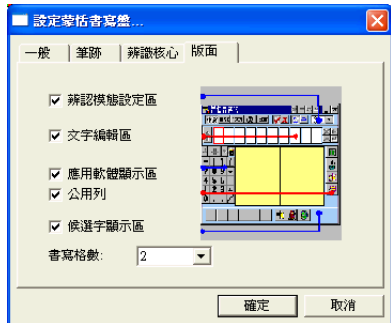 設定蒙恬書寫盤...
一般 筆跡 辨識核心 版面
辨認模態設定區
文字編輯區
應用軟體顯示區
公用列
候選字顯示區
書寫格數: 2
確定 取消